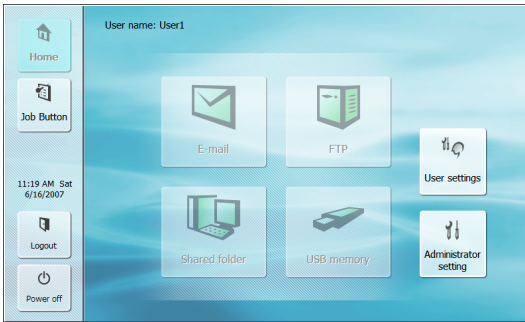 User name: User1
Home
Job Button
E-mail
FTP
User settings
11:19 AM Sat
6/16/2007
Logout
Shared folder
USB memory
Administrator
setting
Power off